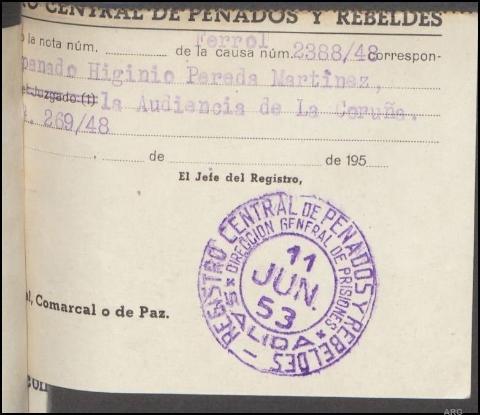 RO CENTRAL DE PENADOS Y REBELDES
Ferrol
la nota núm. de la causa núm. 2388/48 correspon-
penado Higinio Pereda Martinez,
Juzgado (1) la Audiencia de La Coruña.
269/48
de de 195
El Jefe del Registro,
REGISTRO CENTRAL DE PENADOS Y REBELDES
DIRECCION GENERAL DE PRISIONES
11
JUN.
53
* SALIDA *
l, Comarcal o de Paz.
ARG